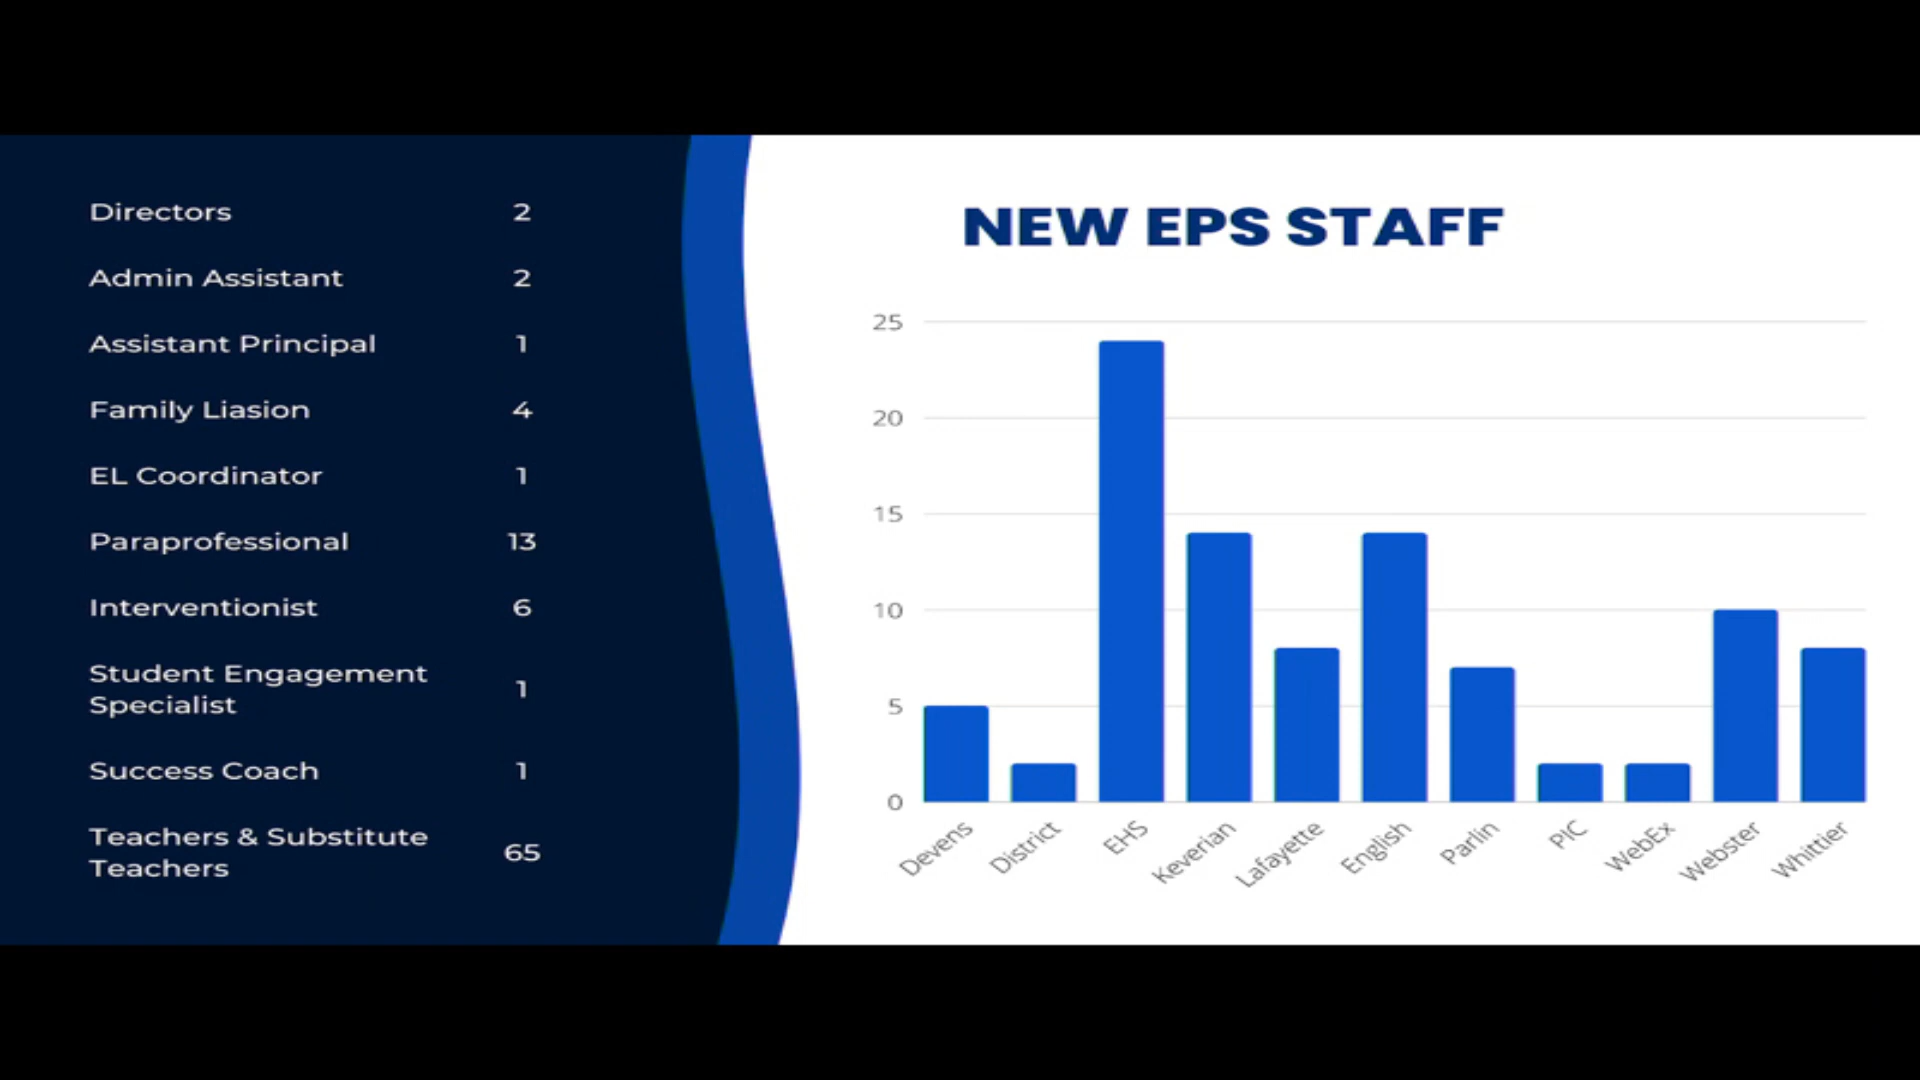 Directors 2
Admin Assistant 2
Assistant Principal 1
Family Liasion 4
EL Coordinator 1
Paraprofessional 13
Interventionist 6
Student Engagement
Specialist 1
Success Coach 1
Teachers & Substitute
Teachers 65
NEW EPS STAFF
25
20
15
10
5
0
Devens District EHS Keverian Lafayette English Parlin PIC WebEx Webster Whittier